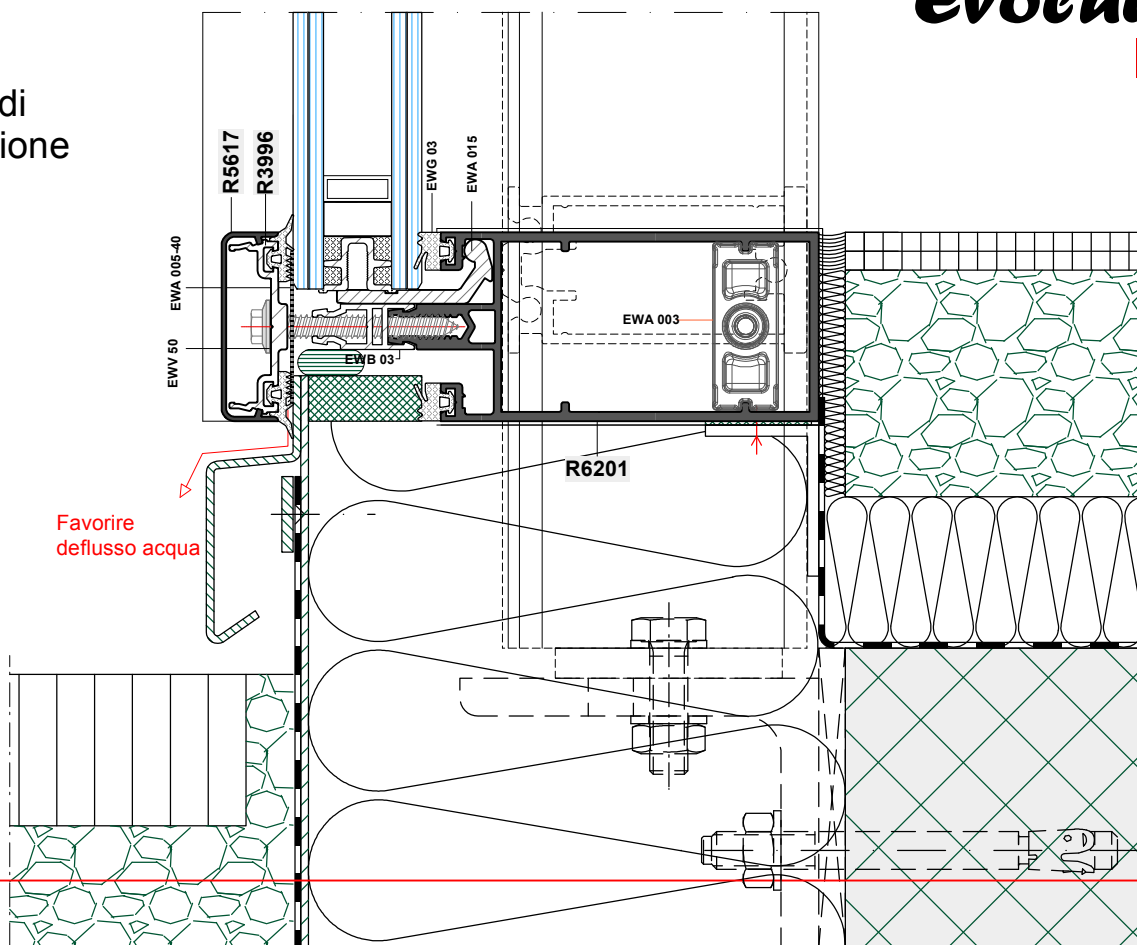 di
R5617
R3996
EWG 03
EWA 015
EWA 005-40
EWV 50
EWB 03
EWA 003
R6201
Favorire
deflusso acqua